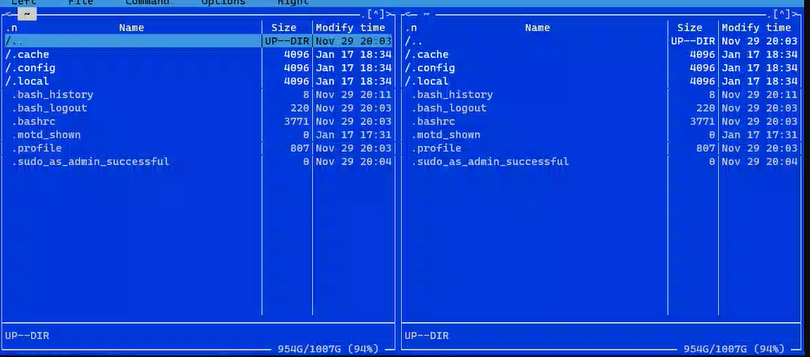 Left File Command Options Right
<- ~ .[^]> <- ~ .[^]>
.n Name Size Modify time .n Name Size Modify time
/.. UP--DIR Nov 29 20:03 /.. UP--DIR Nov 29 20:03
/.cache 4096 Jan 17 18:34 /.cache 4096 Jan 17 18:34
/.config 4096 Jan 17 18:34 /.config 4096 Jan 17 18:34
/.local 4096 Jan 17 18:34 /.local 4096 Jan 17 18:34
.bash_history 8 Nov 29 20:11 .bash_history 8 Nov 29 20:11
.bash_logout 220 Nov 29 20:03 .bash_logout 220 Nov 29 20:03
.bashrc 3771 Nov 29 20:03 .bashrc 3771 Nov 29 20:03
.motd_shown 0 Jan 17 17:31 .motd_shown 0 Jan 17 17:31
.profile 807 Nov 29 20:03 .profile 807 Nov 29 20:03
.sudo_as_admin_successful 0 Nov 29 20:04 .sudo_as_admin_successful 0 Nov 29 20:04
UP--DIR UP--DIR
954G/1007G (94%) 954G/1007G (94%)